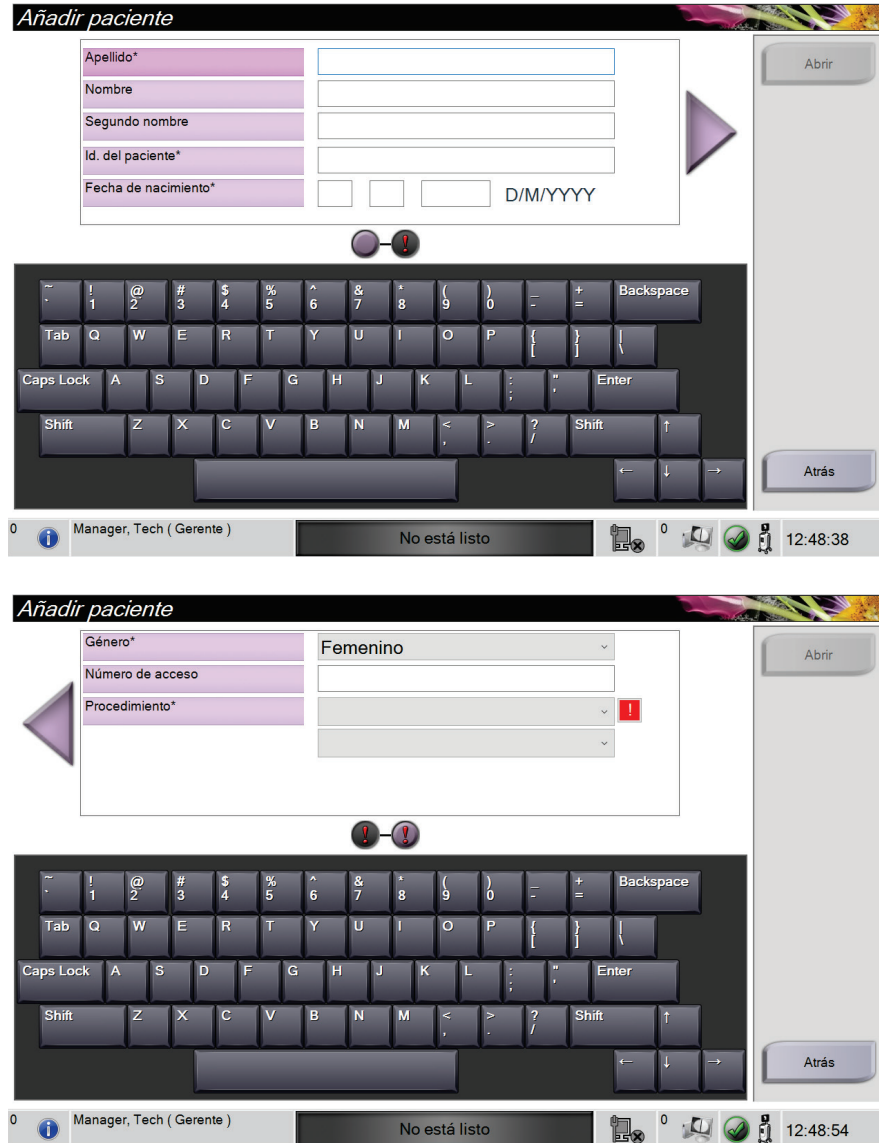 Añadir paciente
Apellido*
Abrir
Nombre
Segundo nombre
Id. del paciente*
Fecha de nacimiento* D/M/YYYY
~ ! @ # $ % ^ & * ( ) _ + Backspace
` 1 2 3 4 5 6 7 8 9 0 - =
Tab Q W E R T Y U I O P { } |
[ ] \
Caps Lock A S D F G H J K L : " Enter
; '
Shift Z X C V B N M < > ? Shift ↑
, . /
← ↓ →
Atrás
0 Manager, Tech ( Gerente ) No está listo 0 12:48:38
Añadir paciente
Género* Femenino
Abrir
Número de acceso
Procedimiento* !
~ ! @ # $ % ^ & * ( ) _ + Backspace
` 1 2 3 4 5 6 7 8 9 0 - =
Tab Q W E R T Y U I O P { } |
[ ] \
Caps Lock A S D F G H J K L : " Enter
; '
Shift Z X C V B N M < > ? Shift ↑
, . /
← ↓ →
Atrás
0 Manager, Tech ( Gerente ) No está listo 0 12:48:54